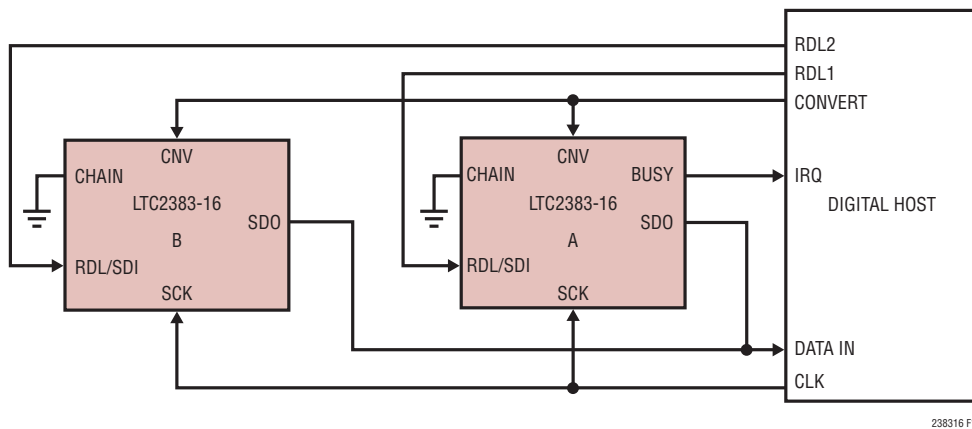 RDL2
RDL1
CONVERT
IRQ
DIGITAL HOST
DATA IN
CLK
CNV
CHAIN
LTC2383-16
SDO
B
RDL/SDI
SCK
CNV
CHAIN
BUSY
LTC2383-16
SDO
A
RDL/SDI
SCK
238316 F